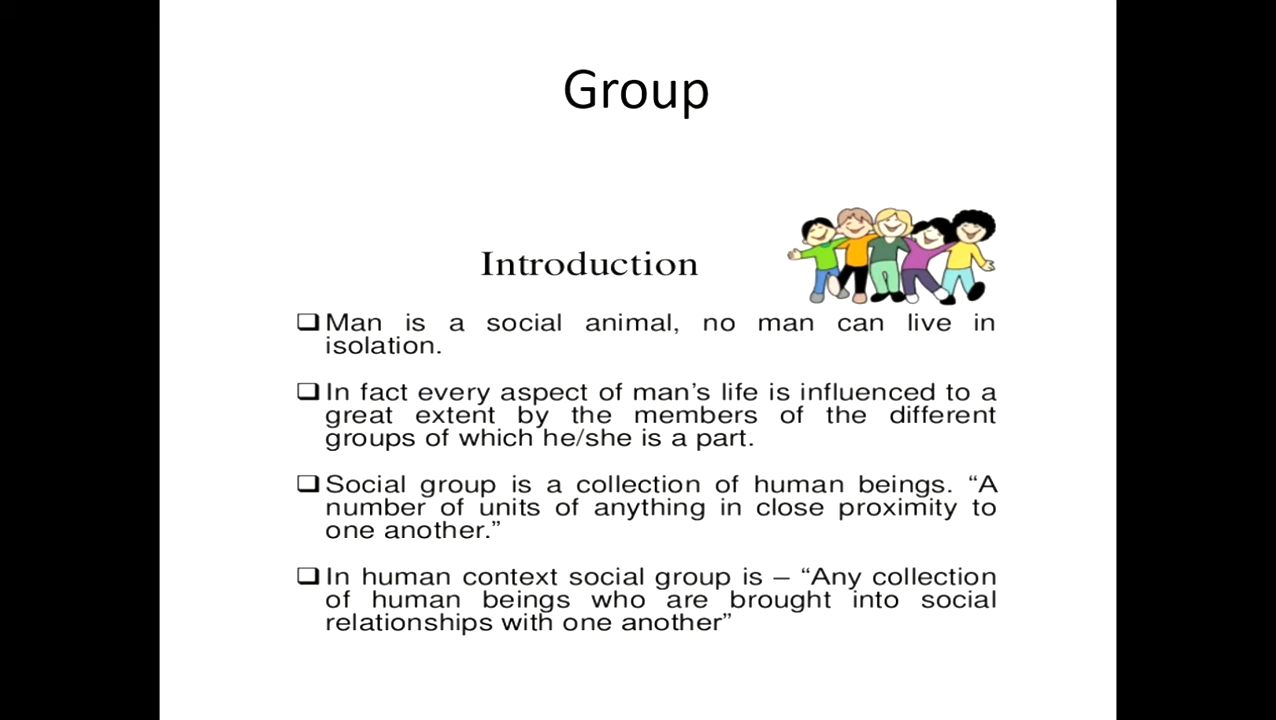 Group
Introduction
Man is a social animal, no man can live in
isolation.
In fact every aspect of man's life is influenced to a
great extent by the members of the different
groups of which he/she is a part.
Social group is a collection of human beings. “A
number of units of anything in close proximity to
one another.”
In human context social group is – “Any collection
of human beings who are brought into social
relationships with one another”